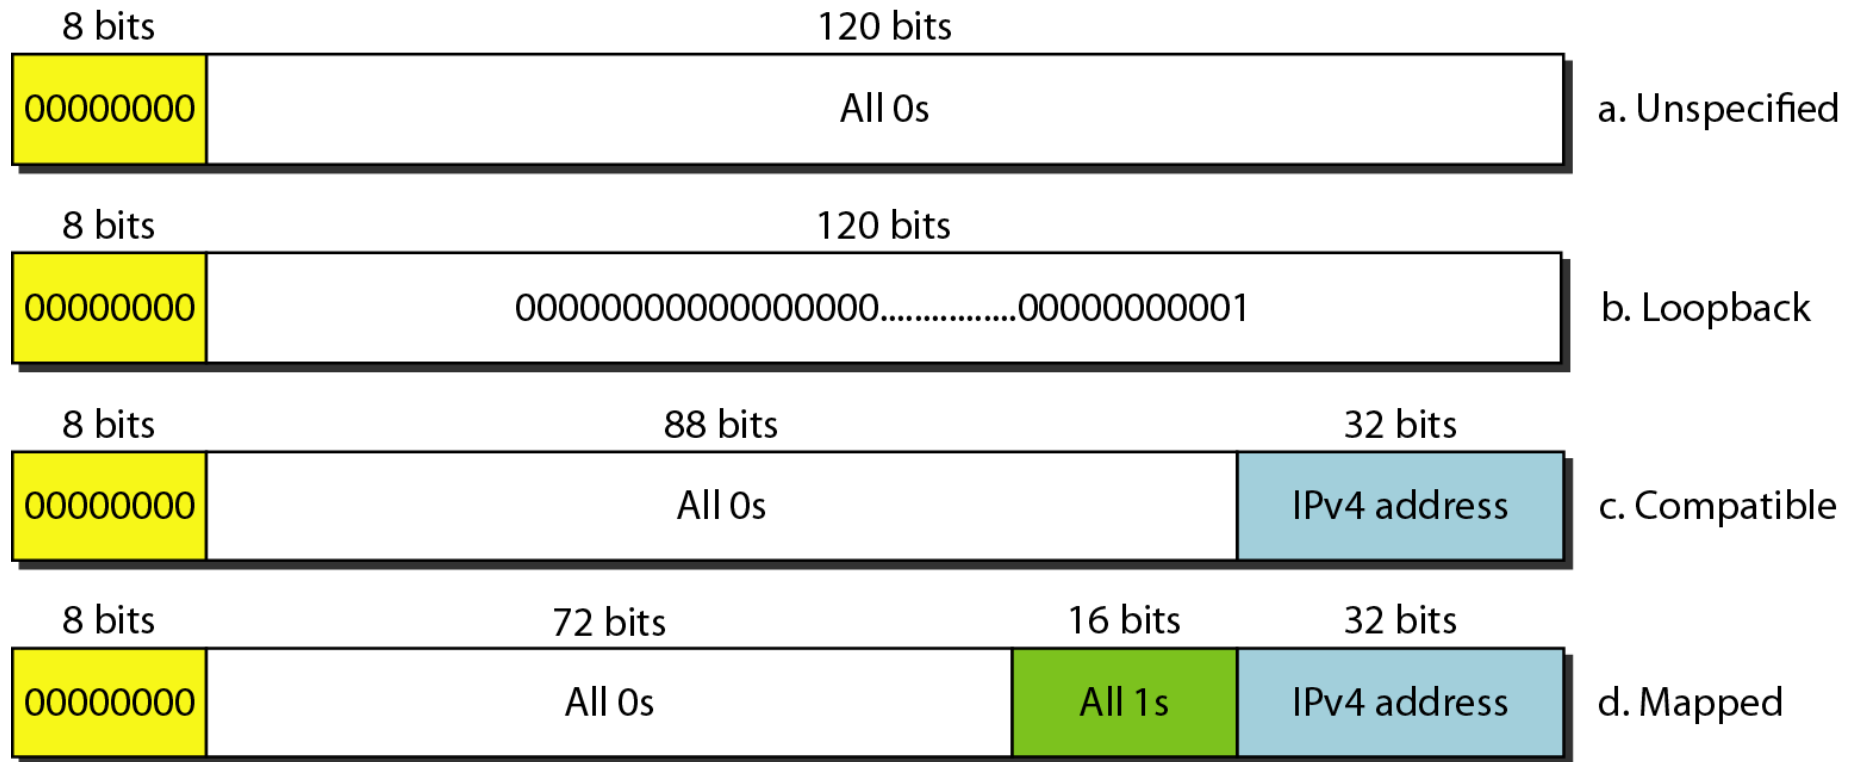 8 bits 120 bits
00000000 All 0s a. Unspecified
8 bits 120 bits
00000000 00000000000000000...............00000000001 b. Loopback
8 bits 88 bits 32 bits
00000000 All 0s IPv4 address c. Compatible
8 bits 72 bits 16 bits 32 bits
00000000 All 0s All 1s IPv4 address d. Mapped